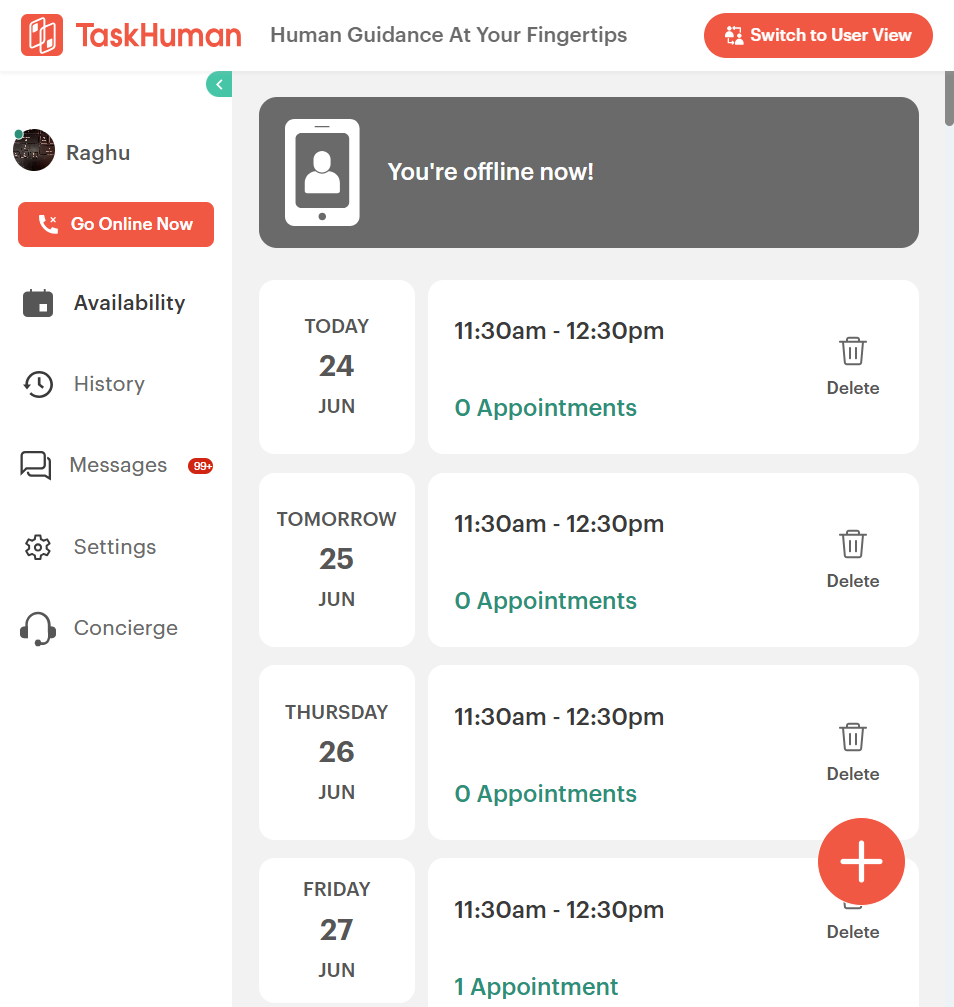 TaskHuman
Human Guidance At Your Fingertips
Switch to User View
Raghu
Go Online Now
Availability
History
Messages
99+
Settings
Concierge
You're offline now!
TODAY
24
JUN
11:30am - 12:30pm
0 Appointments
Delete
TOMORROW
25
JUN
11:30am - 12:30pm
0 Appointments
Delete
THURSDAY
26
JUN
11:30am - 12:30pm
0 Appointments
Delete
FRIDAY
27
JUN
11:30am - 12:30pm
1 Appointment
Delete